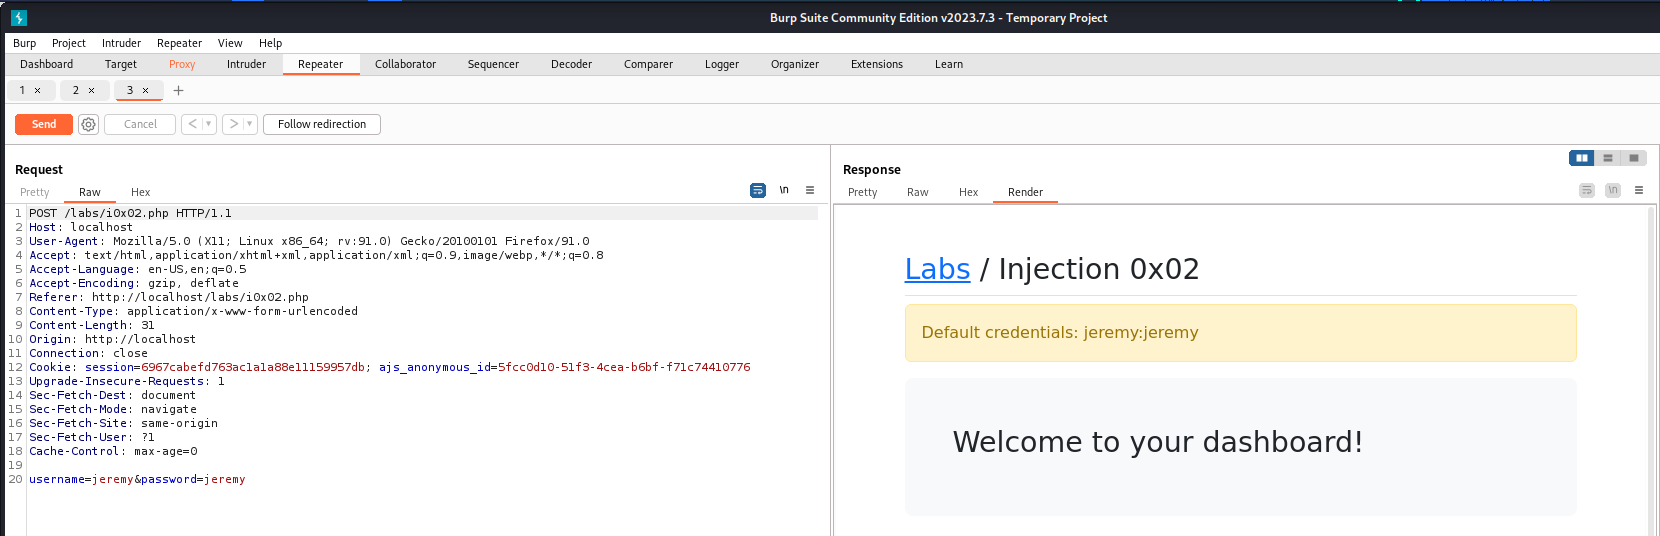 Burp Suite Community Edition v2023.7.3 - Temporary Project
Burp Project Intruder Repeater View Help
Dashboard Target Proxy Intruder Repeater Collaborator Sequencer Decoder Comparer Logger Organizer Extensions Learn
1 × 2 × 3 × +
Send Cancel < > Follow redirection
Request
Pretty Raw Hex \n
1 POST /labs/i0x02.php HTTP/1.1
2 Host: localhost
3 User-Agent: Mozilla/5.0 (X11; Linux x86_64; rv:91.0) Gecko/20100101 Firefox/91.0
4 Accept: text/html,application/xhtml+xml,application/xml;q=0.9,image/webp,*/*;q=0.8
5 Accept-Language: en-US,en;q=0.5
6 Accept-Encoding: gzip, deflate
7 Referer: http://localhost/labs/i0x02.php
8 Content-Type: application/x-www-form-urlencoded
9 Content-Length: 31
10 Origin: http://localhost
11 Connection: close
12 Cookie: session=6967cabefd763ac1a1a88e11159957db; ajs_anonymous_id=5fcc0d10-51f3-4cea-b6bf-f71c74410776
13 Upgrade-Insecure-Requests: 1
14 Sec-Fetch-Dest: document
15 Sec-Fetch-Mode: navigate
16 Sec-Fetch-Site: same-origin
17 Sec-Fetch-User: ?1
18 Cache-Control: max-age=0
19
20 username=jeremy&password=jeremy
Response
Pretty Raw Hex Render \n
Labs / Injection 0x02
Default credentials: jeremy:jeremy
Welcome to your dashboard!